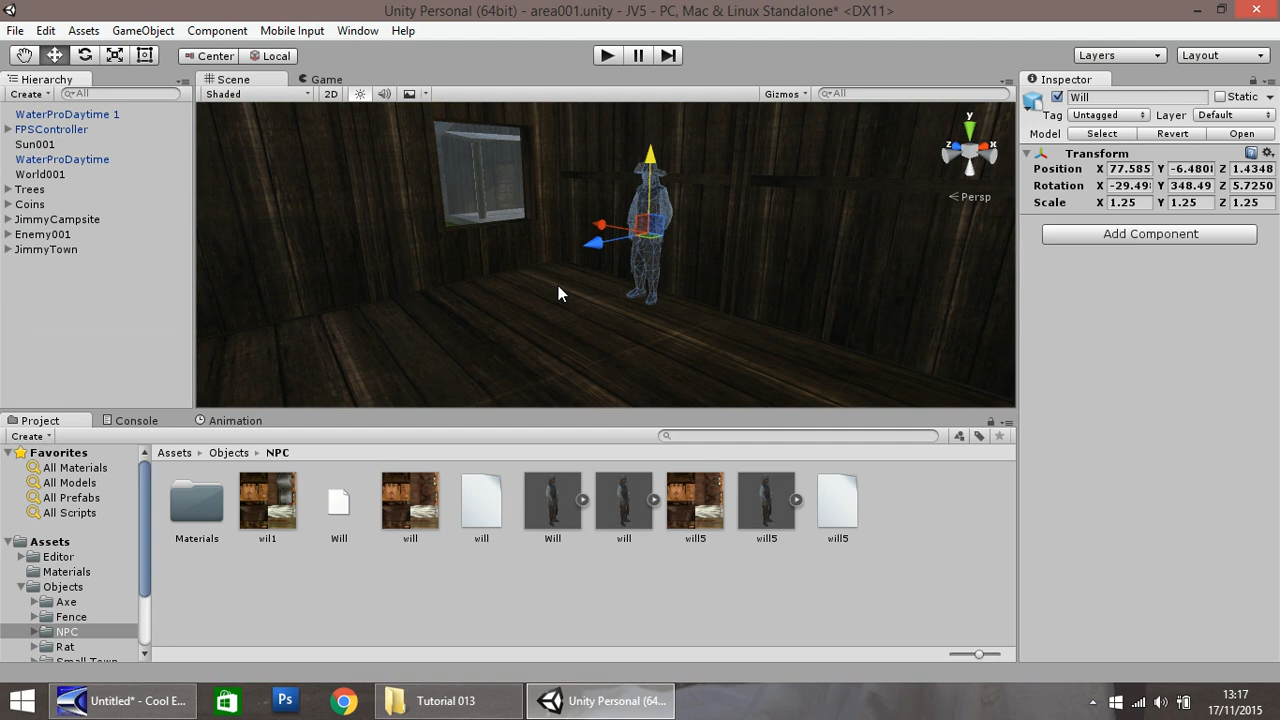 Unity Personal (64bit) - area001.unity - JV5 - PC, Mac & Linux Standalone* <DX11>
File Edit Assets GameObject Component Mobile Input Window Help
Center Local Layers Layout
Hierarchy Scene Game Inspector
Create All Shaded 2D Gizmos All Will Static
Tag Untagged Layer Default
Model Select Revert Open
WaterProDaytime 1
FPSController
Sun001
WaterProDaytime
World001
Trees
Coins
JimmyCampsite
Enemy001
JimmyTown
y
z x
Persp
Transform
Position X 77.585 Y -6.480 Z 1.4348
Rotation X -29.49 Y 348.49 Z 5.7250
Scale X 1.25 Y 1.25 Z 1.25
Add Component
Project Console Animation
Create
Favorites
All Materials
All Models
All Prefabs
All Scripts
Assets
Editor
Materials
Objects
Axe
Fence
NPC
Rat
Small Town
Assets Objects NPC
Materials wil1 Will will will Will will will5 will5 will5
Untitled* - Cool E... Ps Tutorial 013 Unity Personal (64...
13:17
17/11/2015